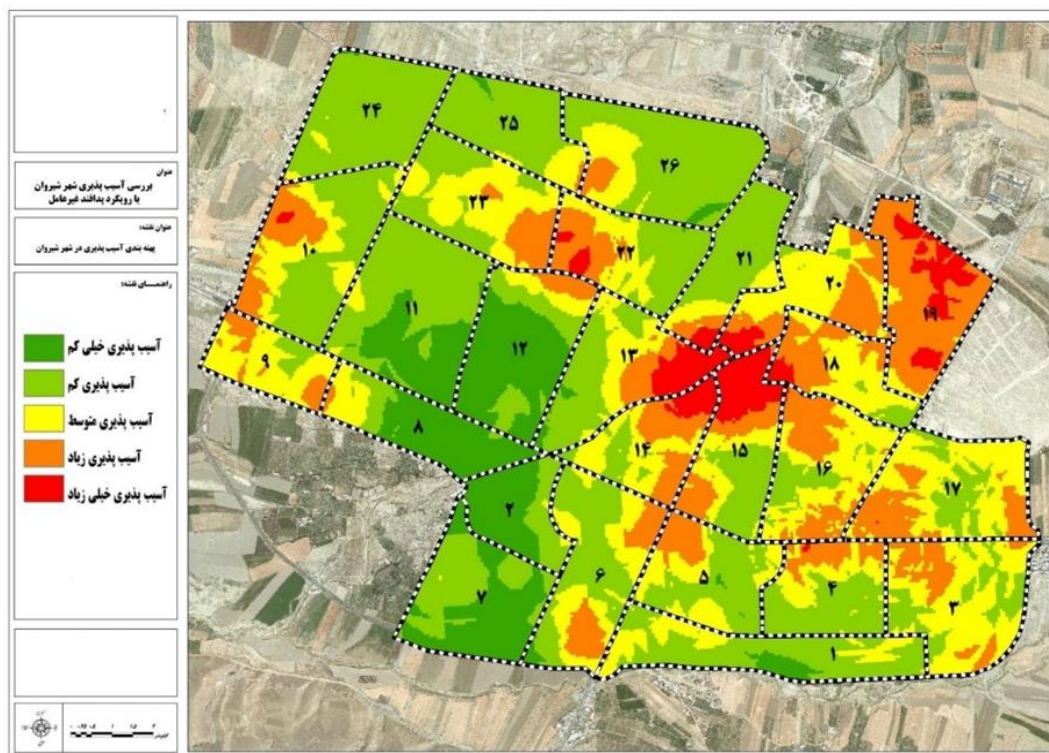 عنوان
بررسی آسیب پذیری شهر شیروان
با رویکرد پدافند غیرعامل
عنوان نقشه:
پهنه بندی آسیب پذیری در شهر شیروان
راهنمــــای نقشه:
آسیب پذیری خیلی کم
آسیب پذیری کم
آسیب پذیری متوسط
آسیب پذیری زیاد
آسیب پذیری خیلی زیاد
کیلومتر
۲۴
۲۵
۲۶
۲۳
۲۲
۲۱
۲۰
۱۹
۱۰
۱۱
۱۲
۱۳
۱۸
۹
۸
۱۴
۱۵
۱۶
۱۷
۲
۷
۶
۵
۴
۳
۱